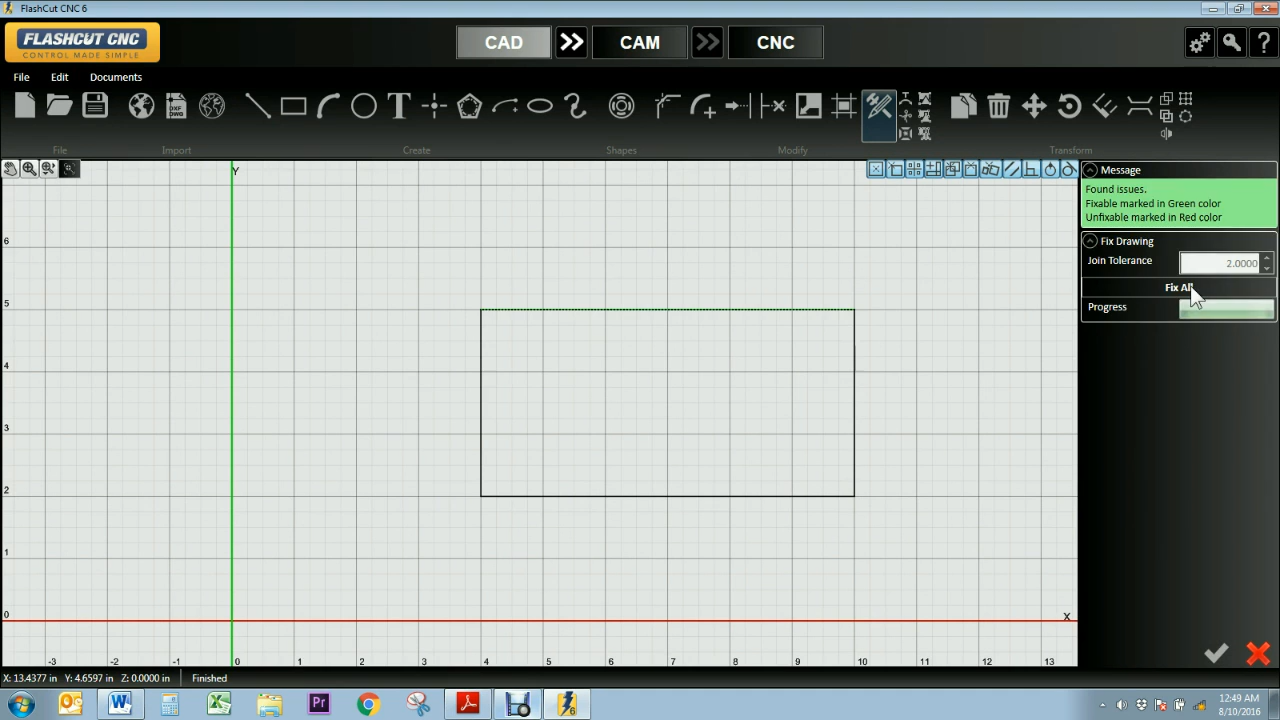 FlashCut CNC 6
FLASHCUT CNC
CONTROL MADE SIMPLE
CAD
CAM
CNC
File Edit Documents
File Import Create Shapes Modify Transform
Y
Message
Found issues.
Fixable marked in Green color
Unfixable marked in Red color
Fix Drawing
Join Tolerance 2.0000
Fix All
Progress
6
5
4
3
2
1
0
X
-3 -2 -1 0 1 2 3 4 5 6 7 8 9 10 11 12 13
X: 13.4377 in Y: 4.6597 in Z: 0.0000 in Finished
12:49 AM
8/10/2016